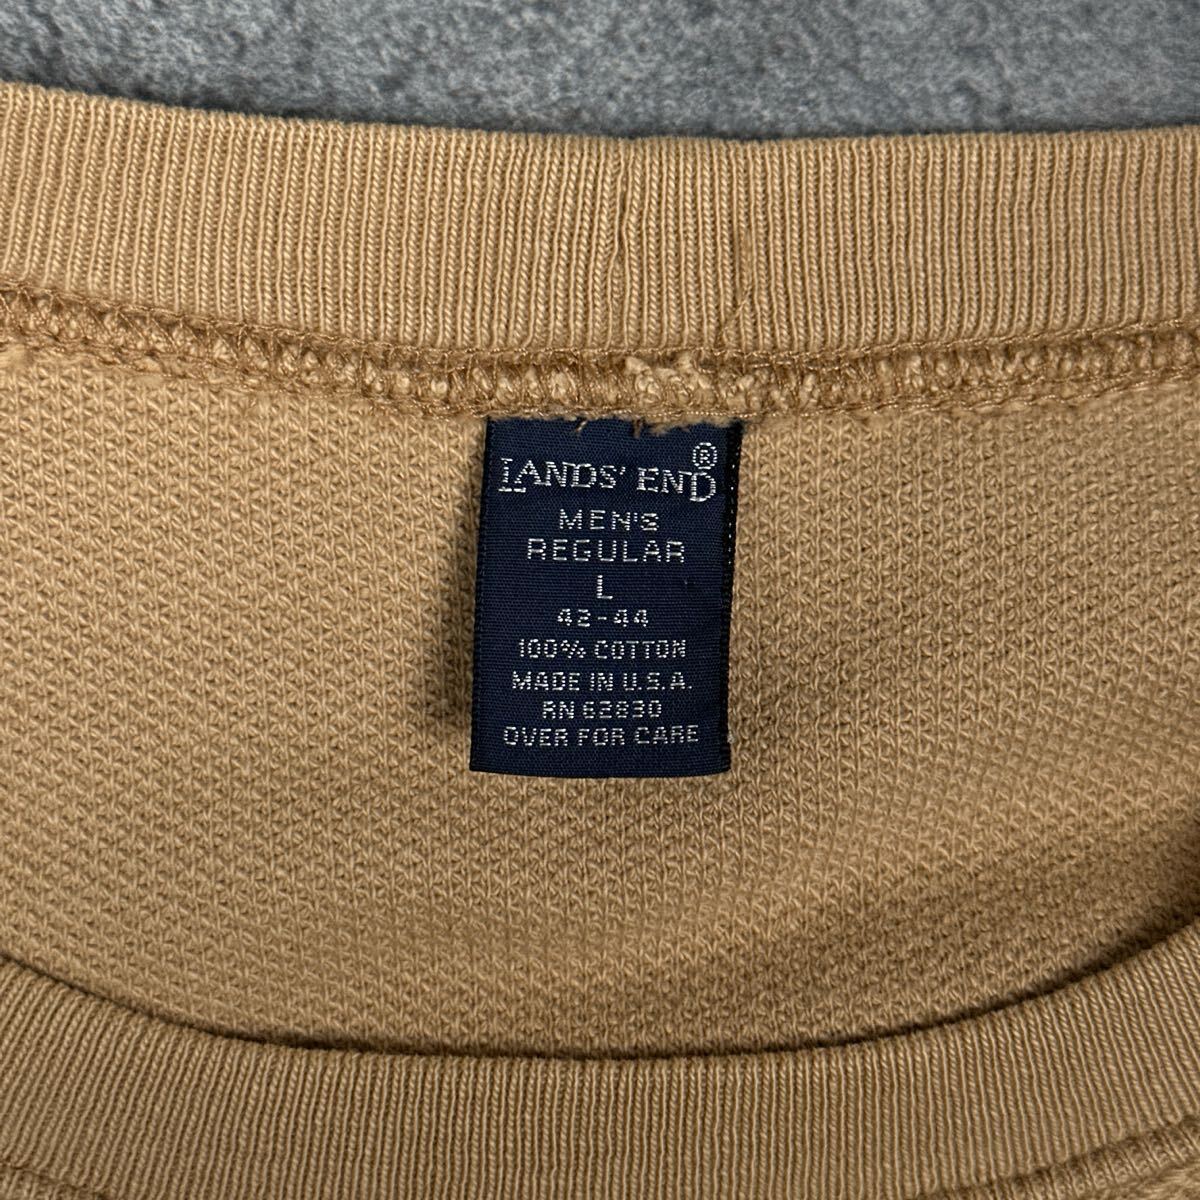 LANDS' END®
MEN'S
REGULAR
L
42-44
100% COTTON
MADE IN U.S.A.
RN 62830
OVER FOR CARE